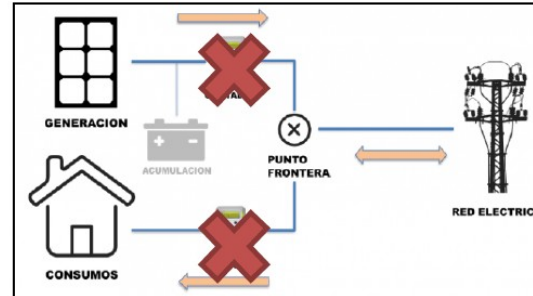 GENERACION
ACUMULACION
PUNTO
FRONTERA
RED ELECTRIC
CONSUMOS